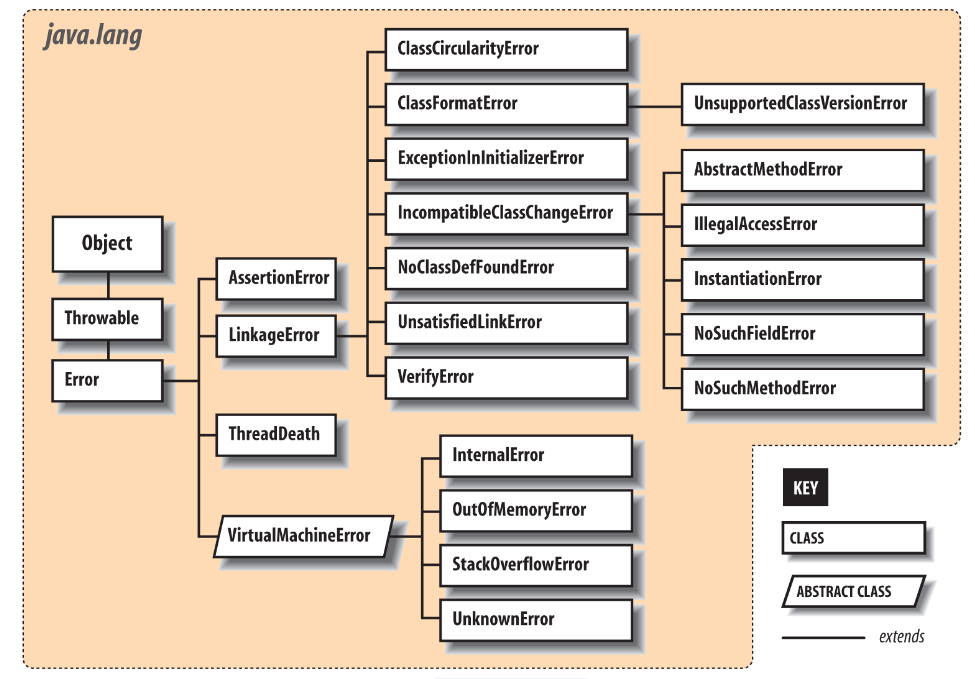 java.lang
ClassCircularityError
ClassFormatError
UnsupportedClassVersionError
ExceptionInInitializerError
AbstractMethodError
IncompatibleClassChangeError
IllegalAccessError
Object
NoClassDefFoundError
InstantiationError
AssertionError
Throwable
UnsatisfiedLinkError
NoSuchFieldError
LinkageError
Error
VerifyError
NoSuchMethodError
ThreadDeath
InternalError
OutOfMemoryError
VirtualMachineError
StackOverflowError
UnknownError
KEY
CLASS
ABSTRACT CLASS
extends